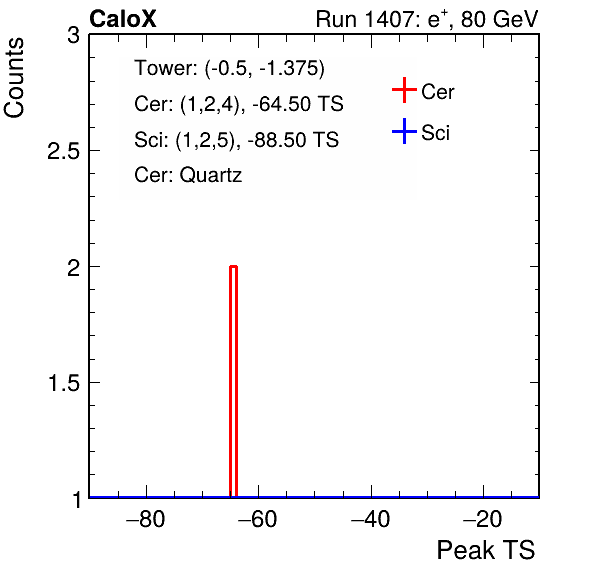 CaloX Run 1407: e+, 80 GeV
Counts
3
2.5
2
1.5
1
Tower: (-0.5, -1.375)
Cer: (1,2,4), -64.50 TS
Sci: (1,2,5), -88.50 TS
Cer: Quartz
Cer
Sci
−80 −60 −40 −20
Peak TS